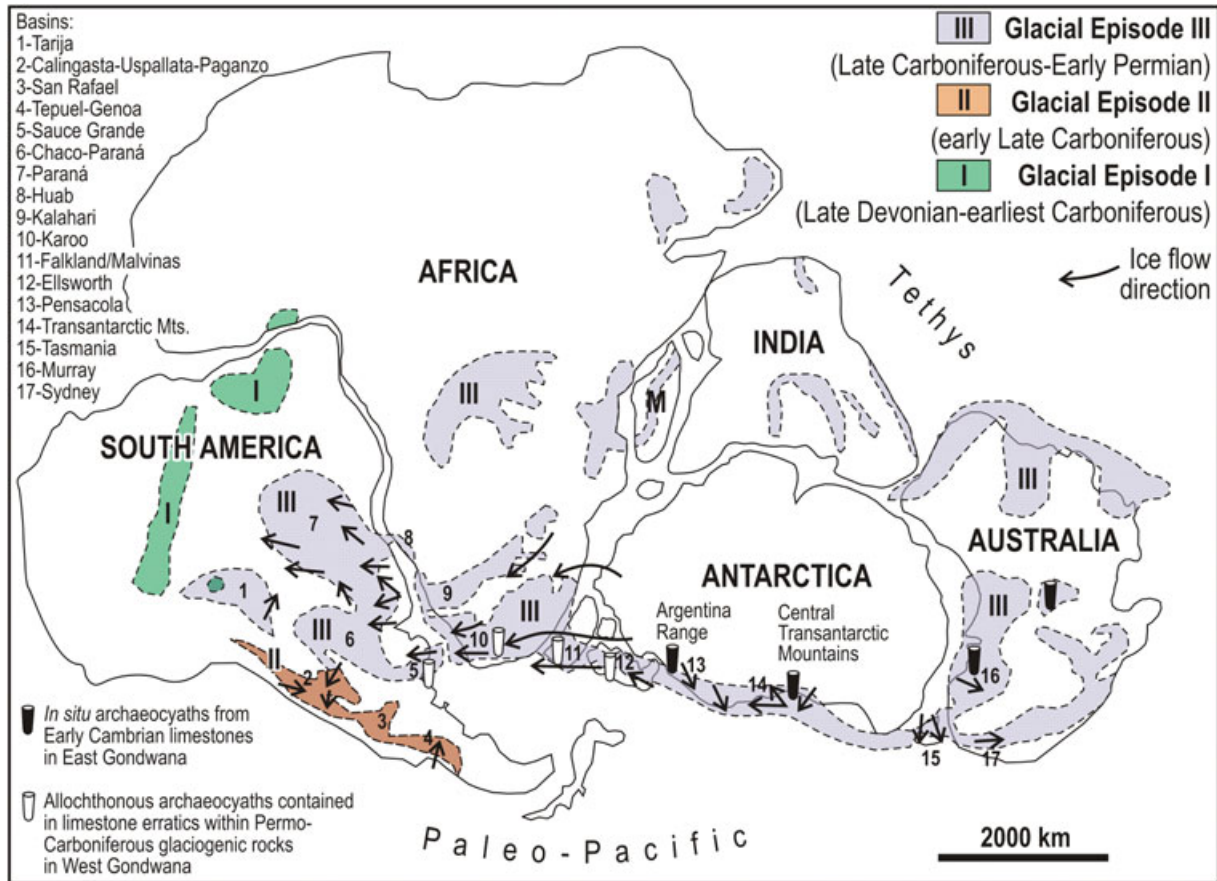 Basins:
1-Tarija
2-Calingasta-Uspallata-Paganzo
3-San Rafael
4-Tepuel-Genoa
5-Sauce Grande
6-Chaco-Paraná
7-Paraná
8-Huab
9-Kalahari
10-Karoo
11-Falkland/Malvinas
12-Ellsworth
13-Pensacola
14-Transantarctic Mts.
15-Tasmania
16-Murray
17-Sydney
III Glacial Episode III
(Late Carboniferous-Early Permian)
II Glacial Episode II
(early Late Carboniferous)
I Glacial Episode I
(Late Devonian-earliest Carboniferous)
Ice flow
direction
Tethys
AFRICA
INDIA
III
M
I
SOUTH AMERICA
I
III
7
8
III
AUSTRALIA
1
9
III
ANTARCTICA
III
III
6
10
Argentina
Range
Central
Transantarctic
Mountains
II
2
5
11
12
13
14
16
3
4
15
17
In situ archaeocyaths from
Early Cambrian limestones
in East Gondwana
Allochthonous archaeocyaths contained
in limestone erratics within Permo-
Carboniferous glaciogenic rocks
in West Gondwana
Paleo-Pacific
2000 km